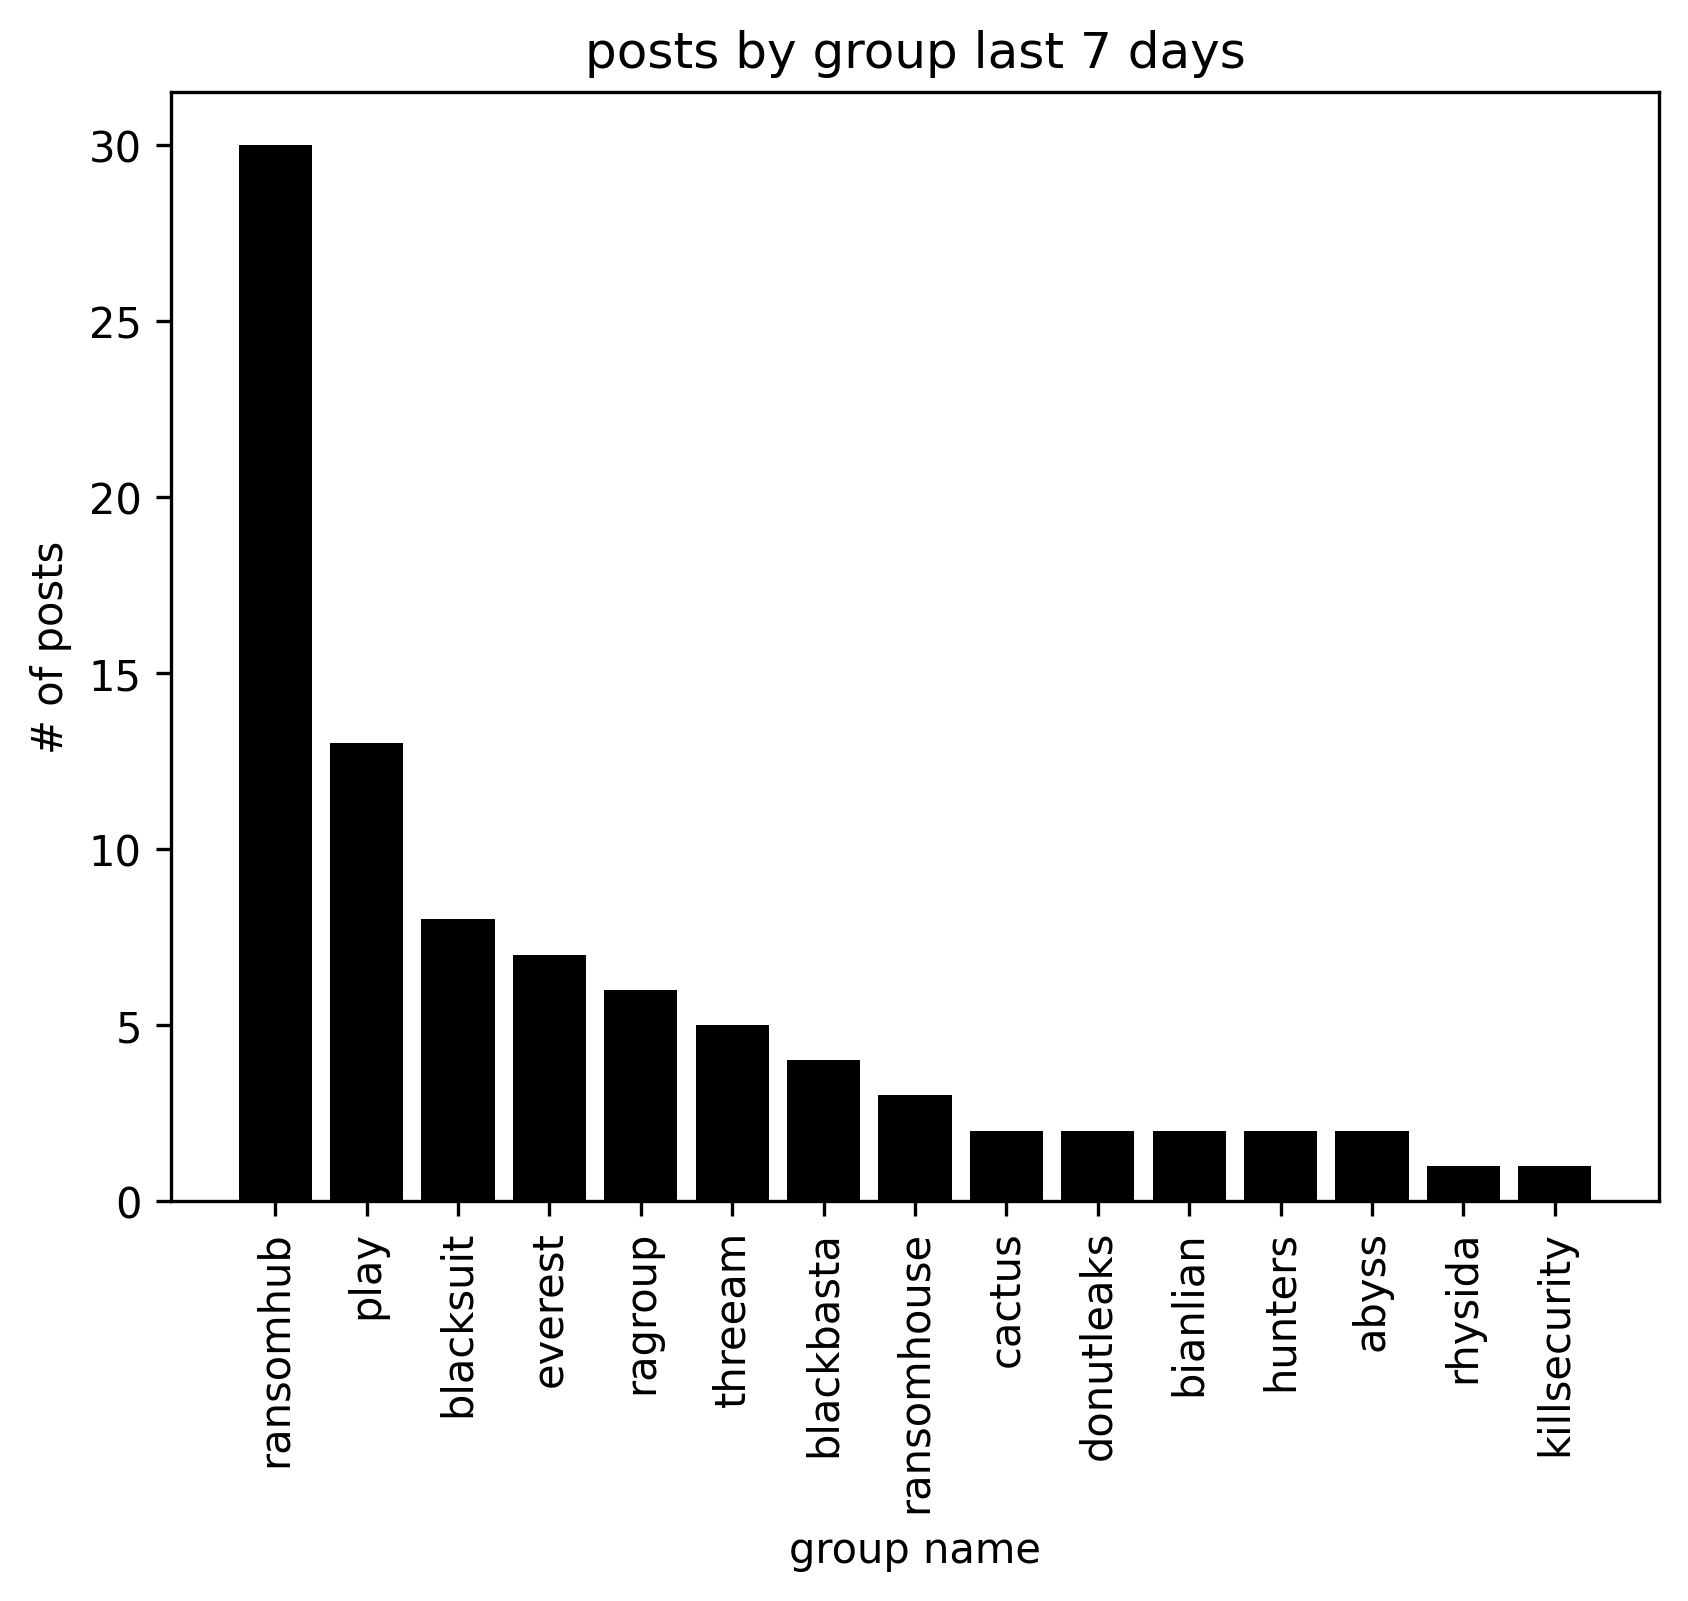 posts by group last 7 days
# of posts
30
25
20
15
10
5
0
ransomhub
play
blacksuit
everest
ragroup
threeam
blackbasta
ransomhouse
cactus
donutleaks
bianlian
hunters
abyss
rhysida
killsecurity
group name